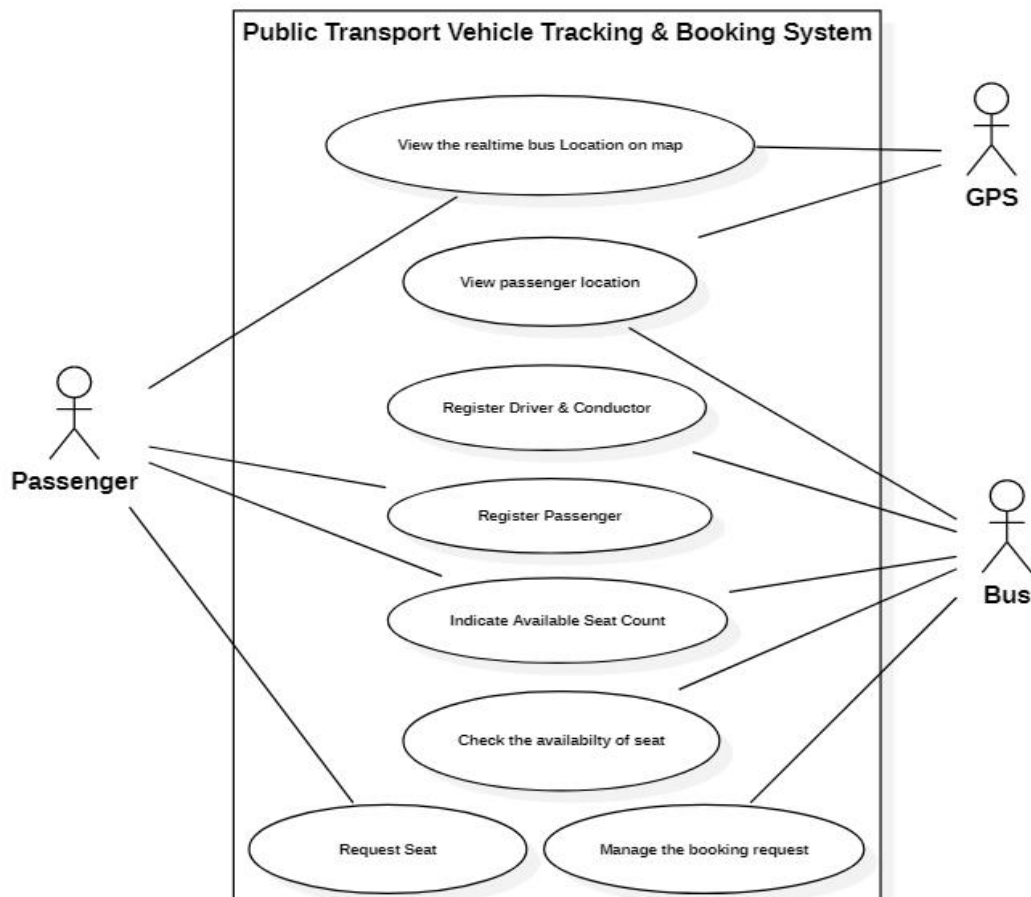 Public Transport Vehicle Tracking & Booking System
View the realtime bus Location on map
GPS
View passenger location
Register Driver & Conductor
Passenger
Register Passenger
Bus
Indicate Available Seat Count
Check the availabilty of seat
Request Seat
Manage the booking request